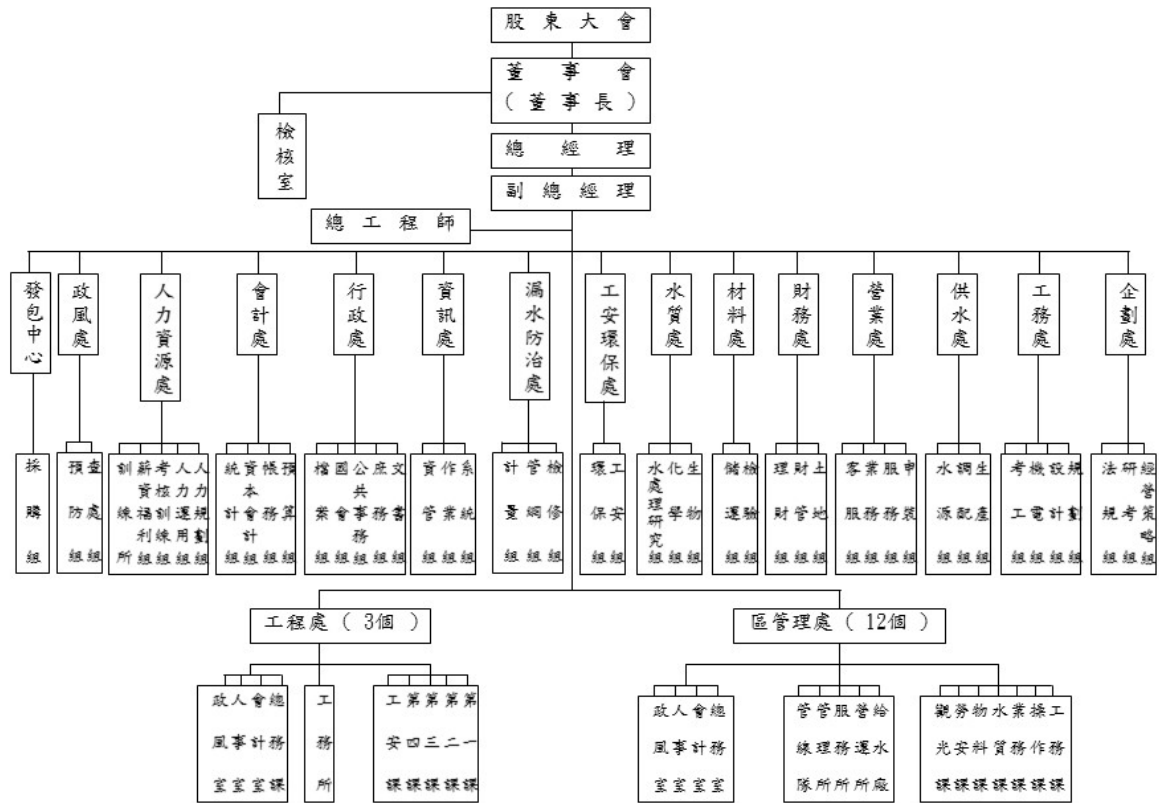 股東大會
董事會
(董事長)
檢核室
總經理
副總經理
總工程師
發包中心
政風處
人力資源處
會計處
行政處
資訊處
漏水防治處
工安環保處
水質處
材料處
財務處
營業處
供水處
工務處
企劃處
採購組
預防組
查處組
訓練所
薪資福利組
考核訓練組
人力運用組
人力規劃組
統計組
資本會計組
帳務組
預算組
檔案組
國會組
公共事務組
庶務組
文書組
資管組
作業組
系統組
計量組
管網組
檢修組
環保組
工安組
水處理研究組
化學組
生物組
儲運組
檢驗組
理財組
財管組
土地組
客服組
業務組
服務組
申裝組
水源組
調配組
生產組
考工組
機電組
設計組
規劃組
法規組
研考組
經營策略組
工程處(3個)
區管理處(12個)
政風室
人事室
會計室
總務課
工務所
工安課
第四課
第三課
第二課
第一課
政風室
人事室
會計室
總務室
管線隊
管理所
服務所
營運所
給水廠
觀光課
勞安課
物料課
水質課
業務課
操作課
工務課